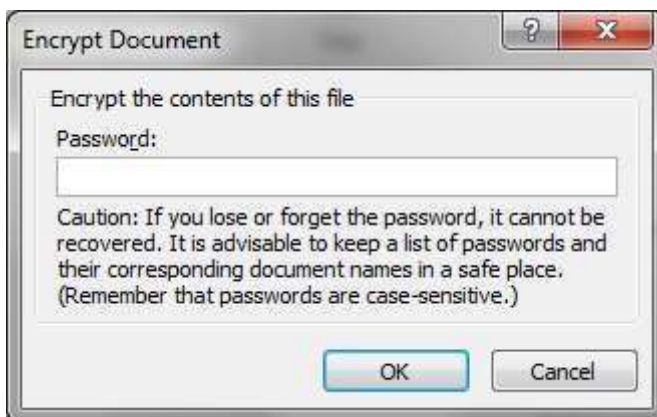 Encrypt Document
Encrypt the contents of this file
Password:
Caution: If you lose or forget the password, it cannot be
recovered. It is advisable to keep a list of passwords and
their corresponding document names in a safe place.
(Remember that passwords are case-sensitive.)
OK Cancel